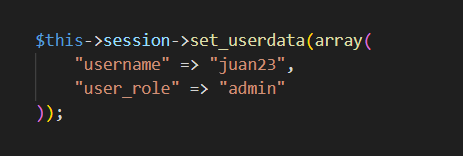 $this->session->set_userdata(array(
    "username" => "juan23",
    "user_role" => "admin"
));